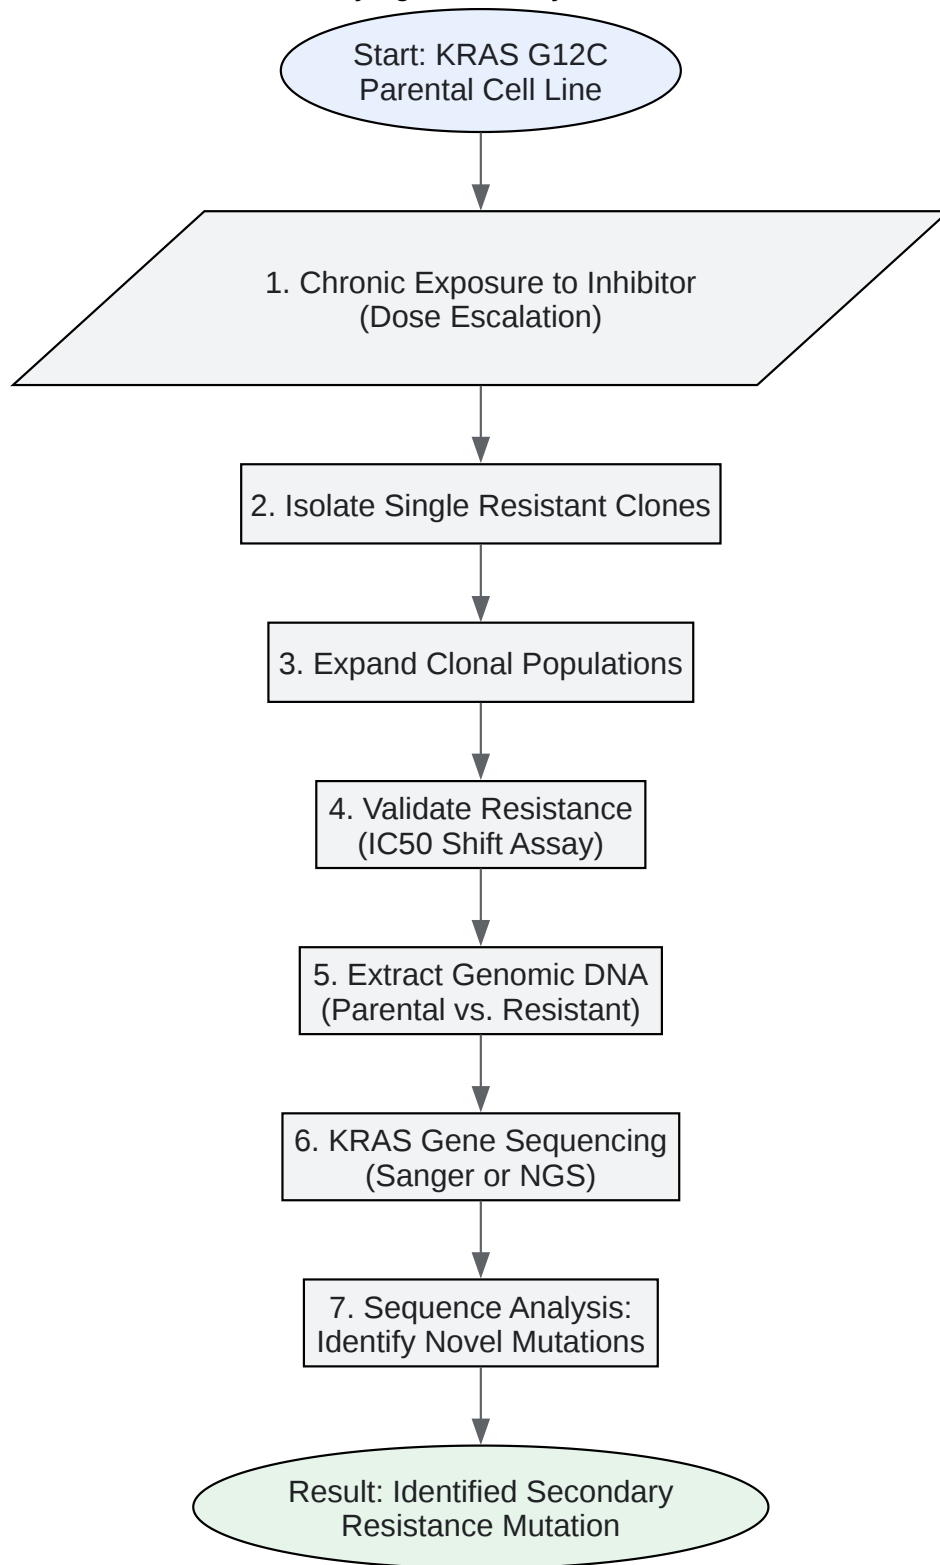 Start: KRAS G12C
Parental Cell Line
1. Chronic Exposure to Inhibitor
(Dose Escalation)
2. Isolate Single Resistant Clones
3. Expand Clonal Populations
4. Validate Resistance
(IC50 Shift Assay)
5. Extract Genomic DNA
(Parental vs. Resistant)
6. KRAS Gene Sequencing
(Sanger or NGS)
7. Sequence Analysis:
Identify Novel Mutations
Result: Identified Secondary
Resistance Mutation